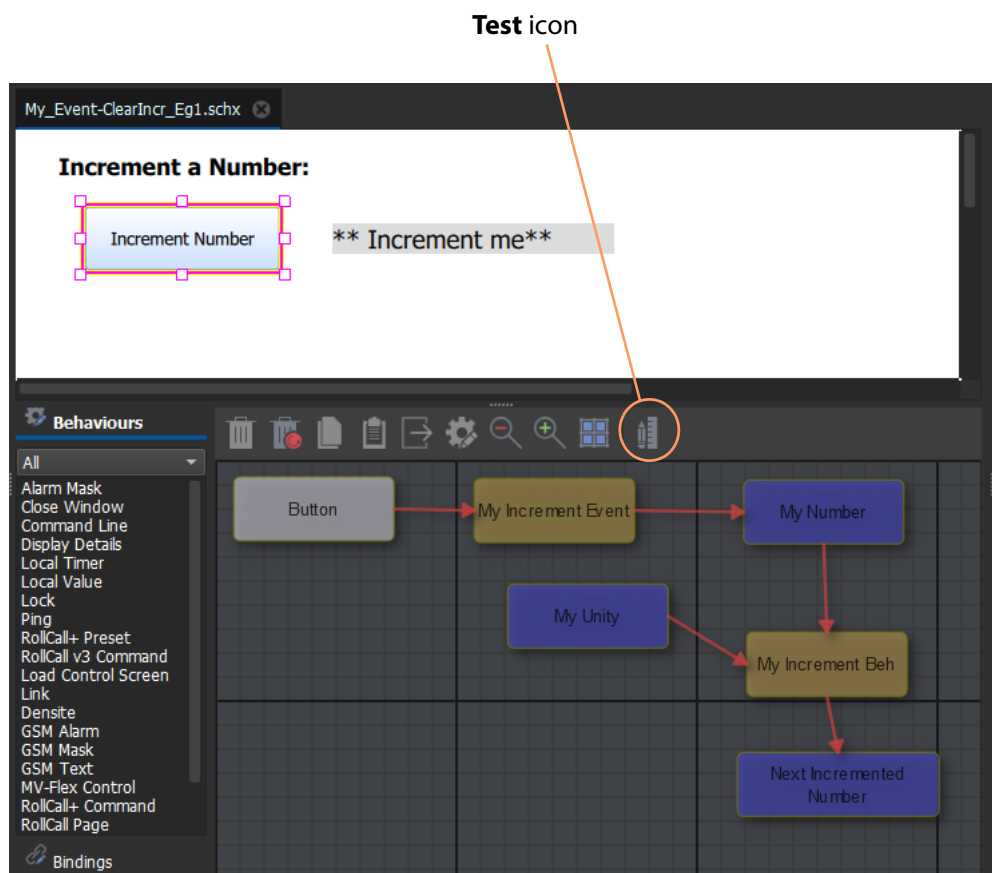 Test icon
My_Event-ClearIncr_Eg1.schx
Increment a Number:
Increment Number
** Increment me**
Behaviours
All
Alarm Mask
Close Window
Command Line
Display Details
Local Timer
Local Value
Lock
Ping
RollCall+ Preset
RollCall v3 Command
Load Control Screen
Link
Densite
GSM Alarm
GSM Mask
GSM Text
MV-Flex Control
RollCall+ Command
RollCall Page
Bindings
Button
My Increment Event
My Number
My Unity
My Increment Beh
Next Incremented
Number